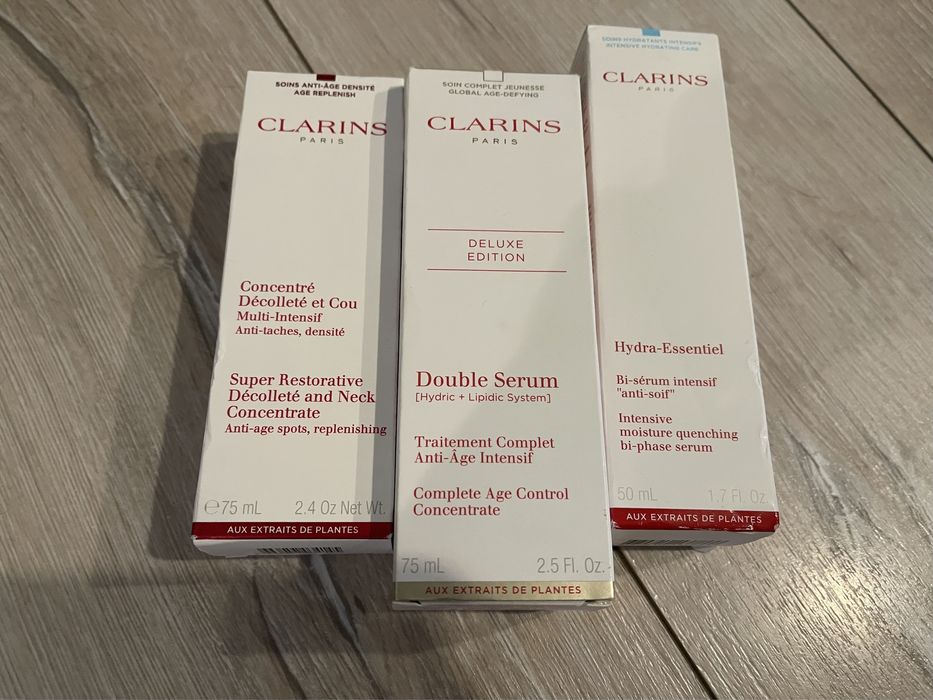 SOINS ANTI-ÂGE DENSITÉ
AGE REPLENISH
CLARINS
PARIS
Concentré
Décolleté et Cou
Multi-Intensif
Anti-taches, densité
Super Restorative
Décolleté and Neck
Concentrate
Anti-age spots, replenishing
℮75 mL 2.4 Oz Net Wt.
AUX EXTRAITS DE PLANTES
SOIN COMPLET JEUNESSE
GLOBAL AGE-DEFYING
CLARINS
PARIS
DELUXE
EDITION
Double Serum
[Hydric + Lipidic System]
Traitement Complet
Anti-Âge Intensif
Complete Age Control
Concentrate
75 mL 2.5 Fl. Oz.
AUX EXTRAITS DE PLANTES
SOINS HYDRATANTS INTENSIFS
INTENSIVE HYDRATING CARE
CLARINS
PARIS
Hydra-Essentiel
Bi-sérum intensif
"anti-soif"
Intensive
moisture quenching
bi-phase serum
50 mL 1.7 Fl. Oz.
AUX EXTRAITS DE PLANTES